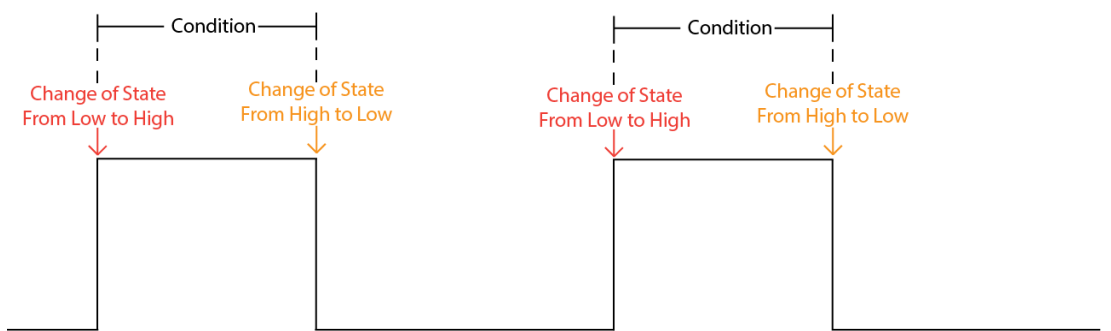 Condition
Condition
Change of State
From Low to High
Change of State
From High to Low
Change of State
From Low to High
Change of State
From High to Low